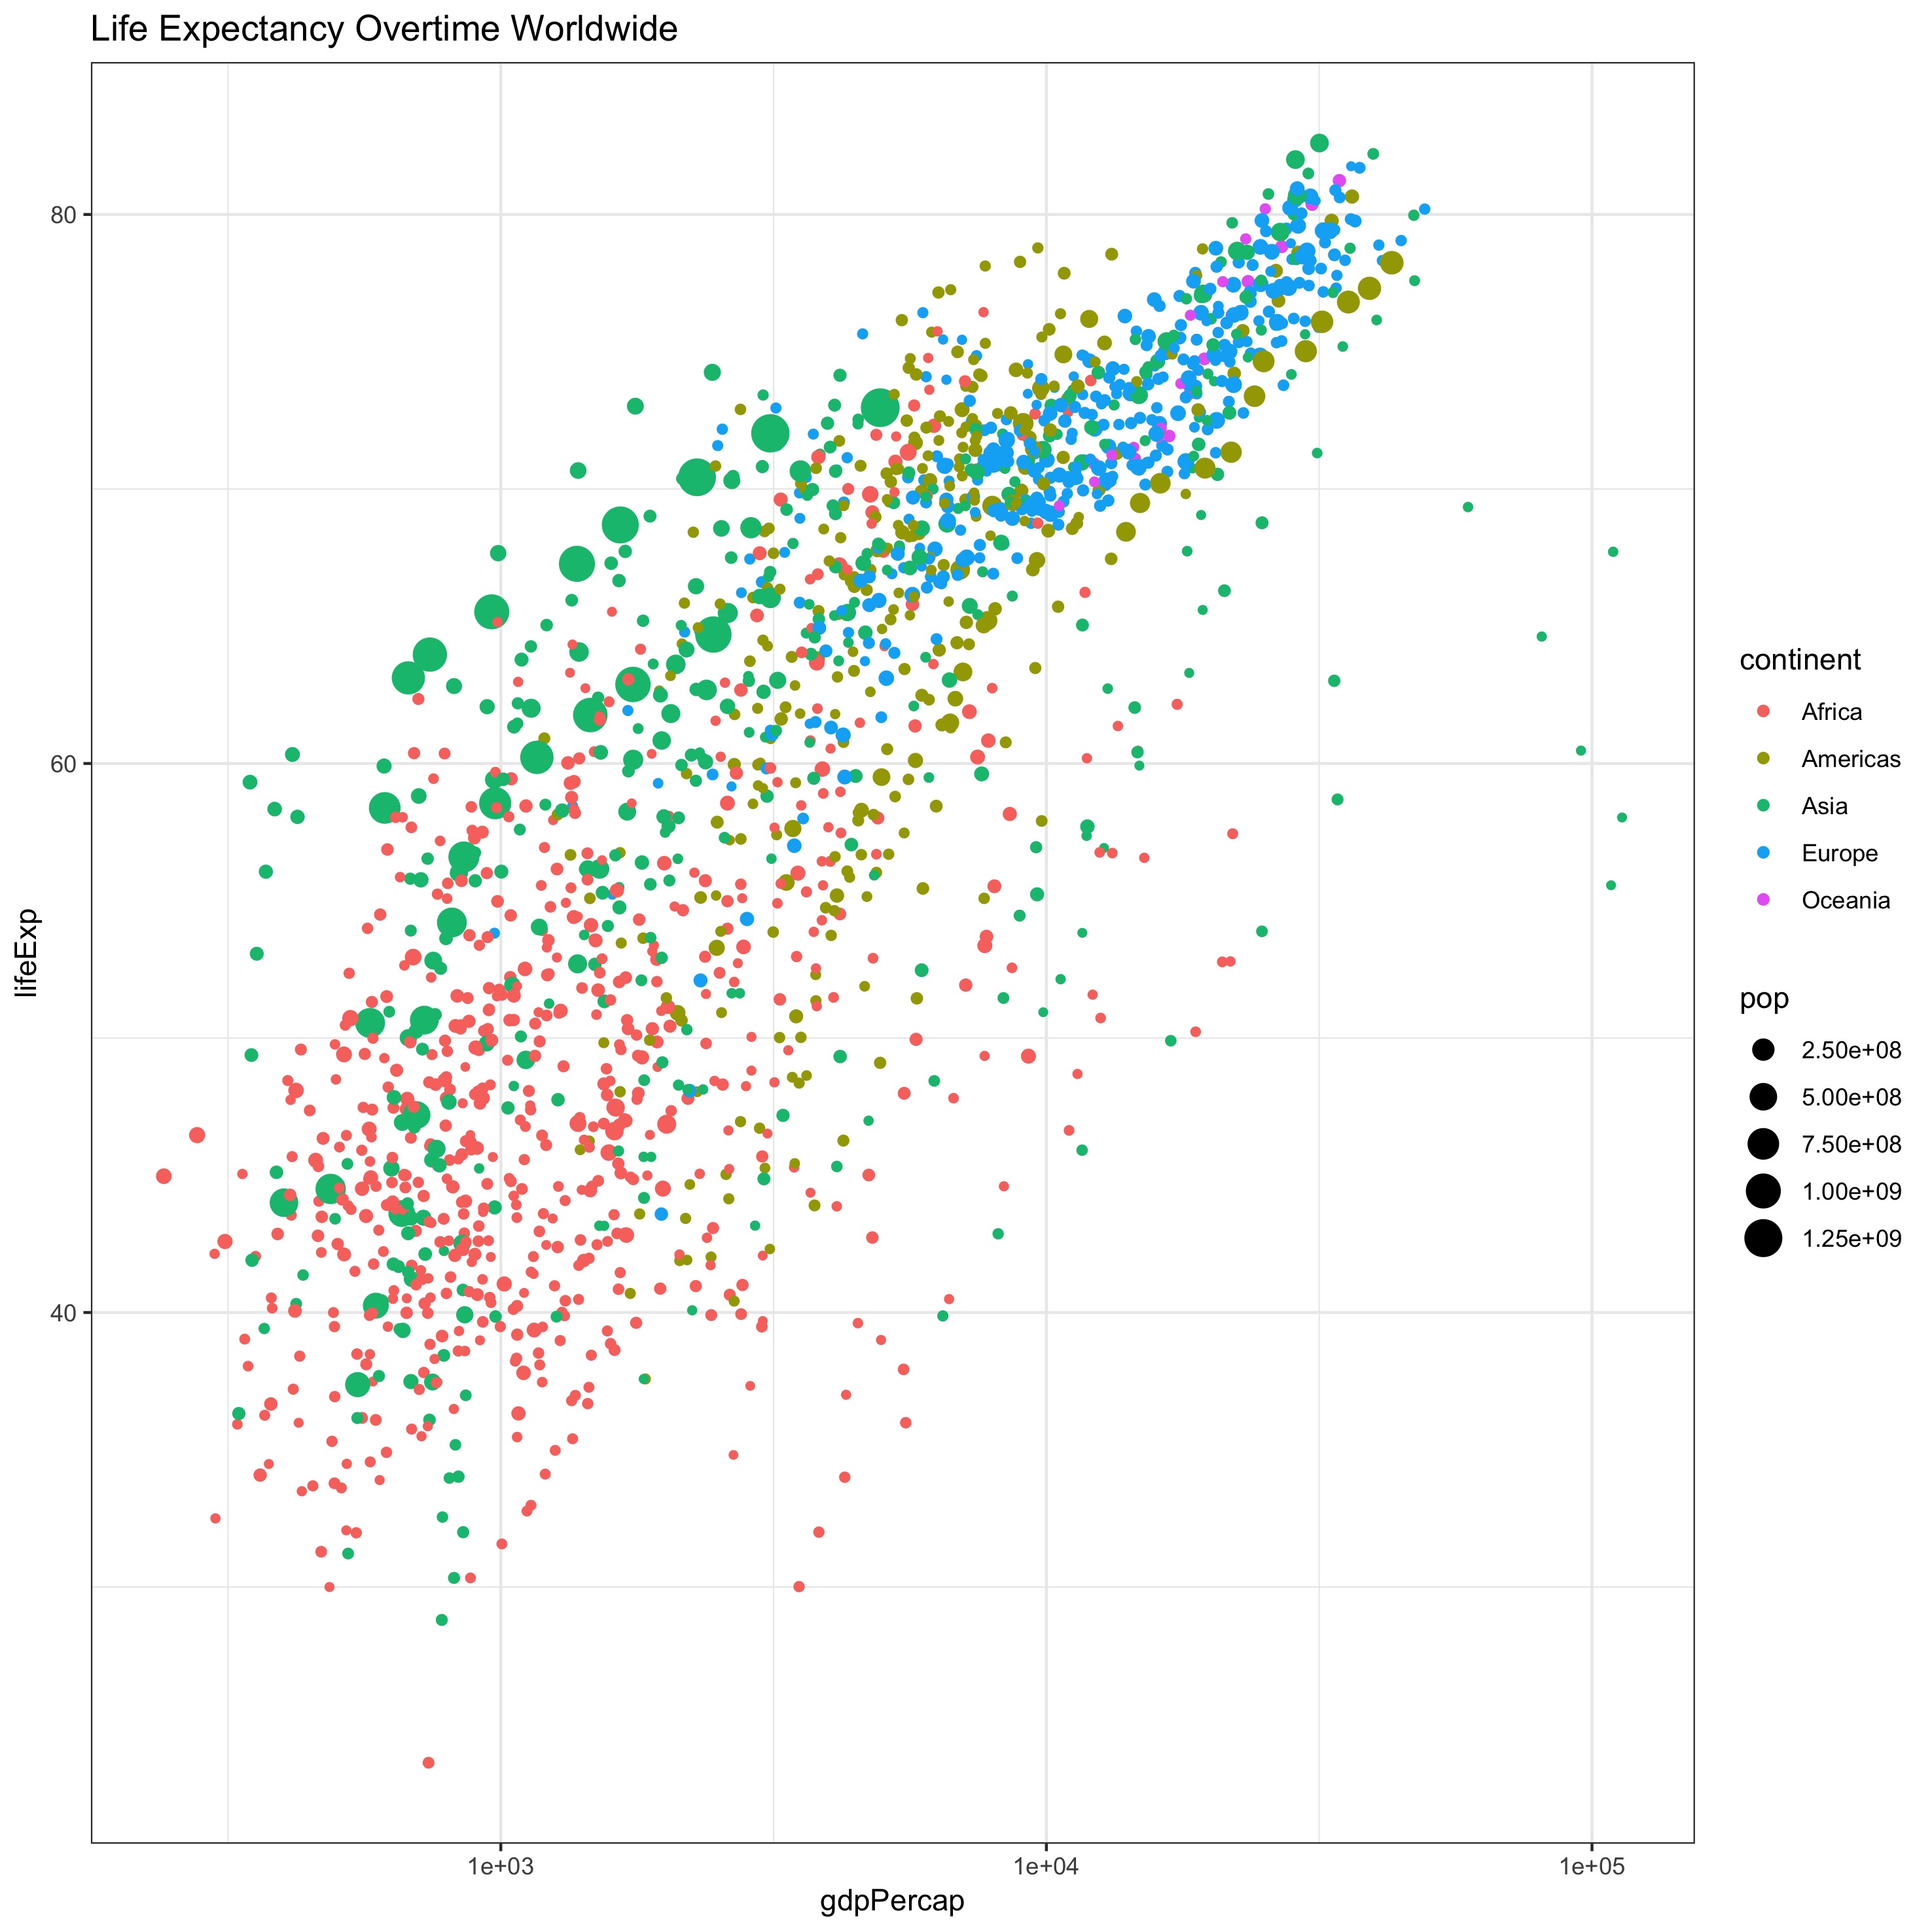 Life Expectancy Overtime Worldwide
80
60
40
lifeExp
1e+03
1e+04
1e+05
gdpPercap
continent
Africa
Americas
Asia
Europe
Oceania
pop
2.50e+08
5.00e+08
7.50e+08
1.00e+09
1.25e+09